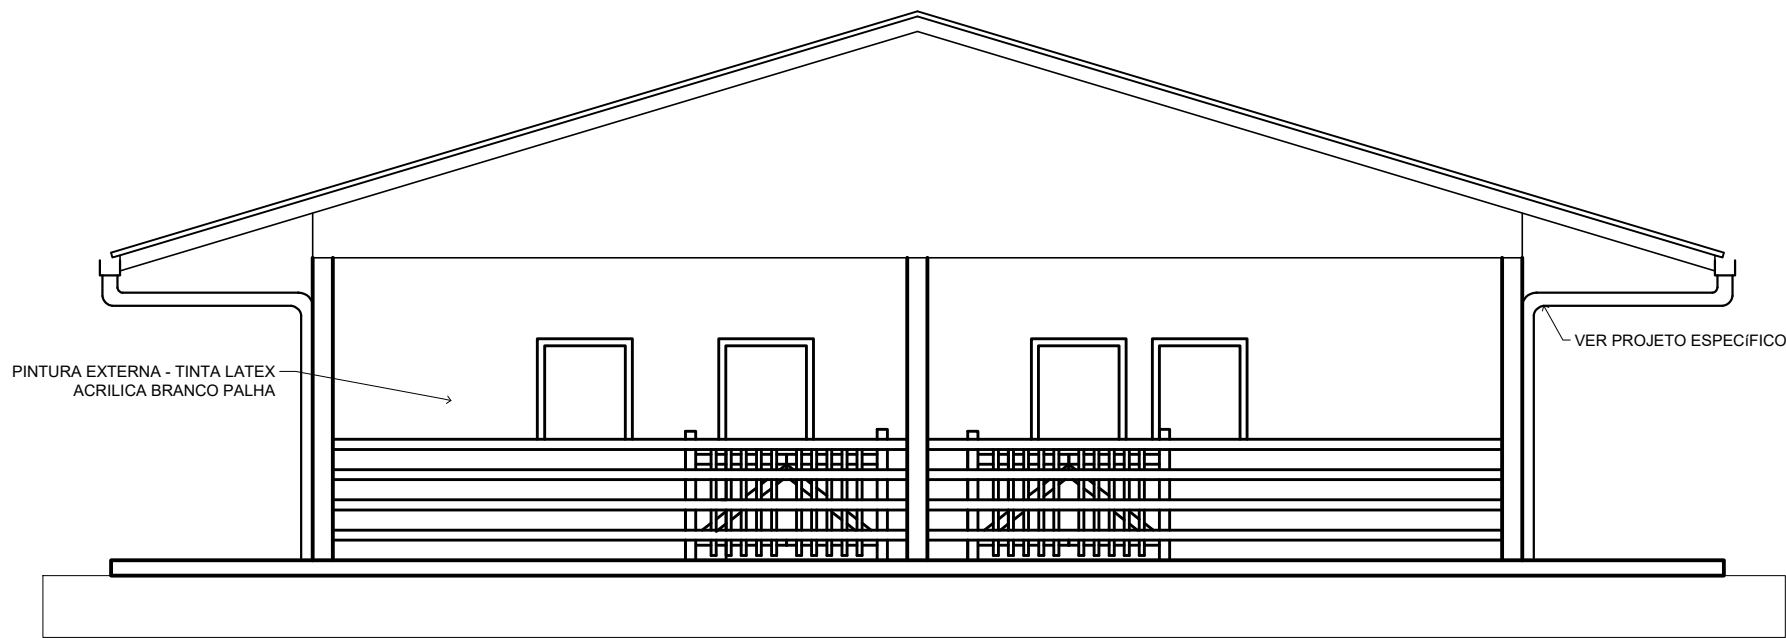 PINTURA EXTERNA - TINTA LATEX
ACRILICA BRANCO PALHA
VER PROJETO ESPECíFICO